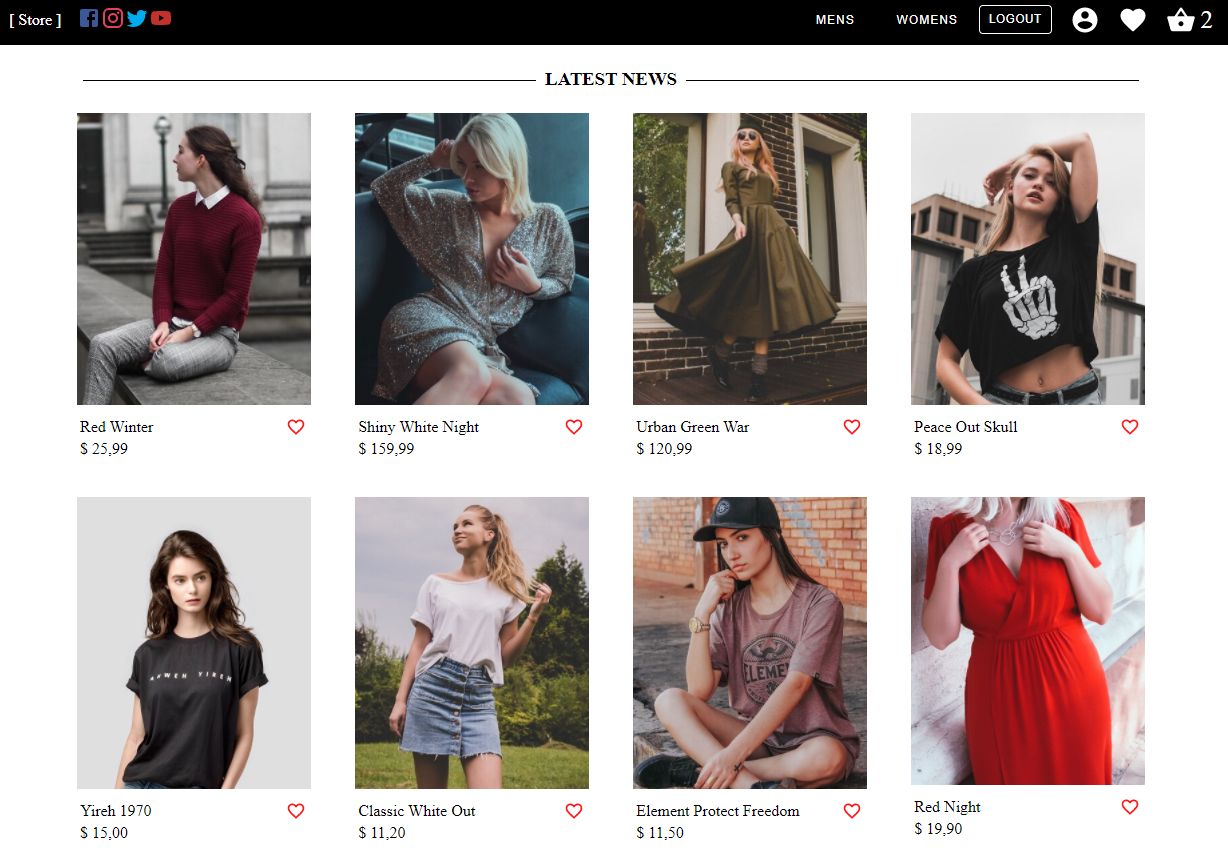 [ Store ]
MENS WOMENS LOGOUT 2
LATEST NEWS
Red Winter
$ 25,99
Shiny White Night
$ 159,99
Urban Green War
$ 120,99
Peace Out Skull
$ 18,99
YIREH
ELEME
Yireh 1970
$ 15,00
Classic White Out
$ 11,20
Element Protect Freedom
$ 11,50
Red Night
$ 19,90